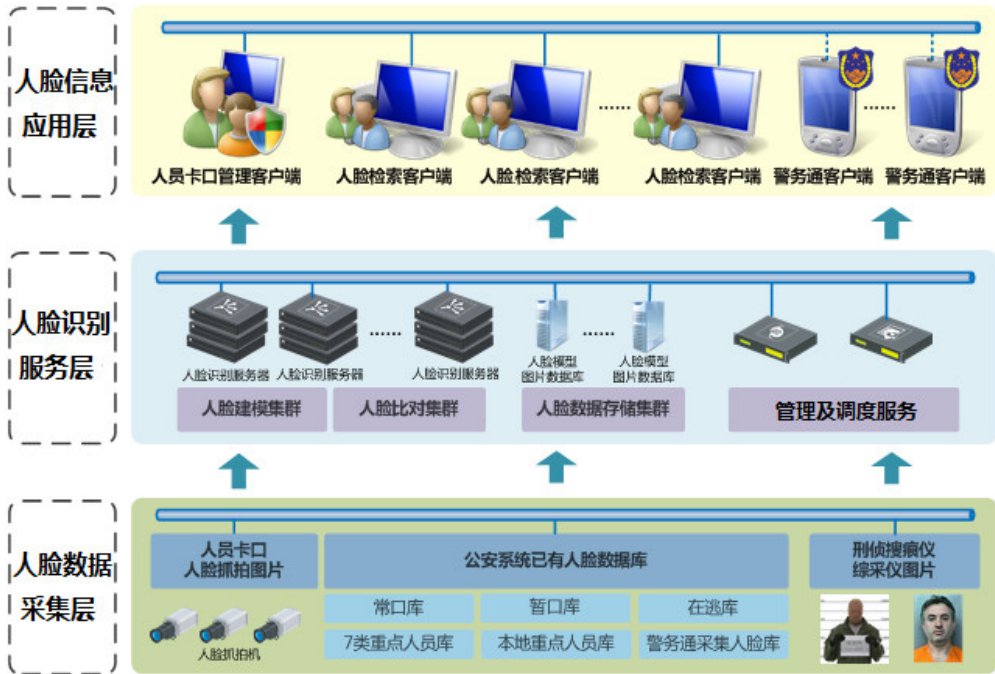 人脸信息
应用层
人员卡口管理客户端
人脸检索客户端
人脸检索客户端
......
人脸检索客户端
警务通客户端
......
警务通客户端
人脸识别
服务层
人脸识别服务器
人脸识别服务器
......
人脸识别服务器
人脸模型
图片数据库
......
人脸模型
图片数据库
人脸建模集群
人脸比对集群
人脸数据存储集群
管理及调度服务
人脸数据
采集层
人员卡口
人脸抓拍图片
人脸抓拍机
公安系统已有人脸数据库
常口库
暂口库
在逃库
7类重点人员库
本地重点人员库
警务通采集人脸库
刑侦搜痕仪
综采仪图片